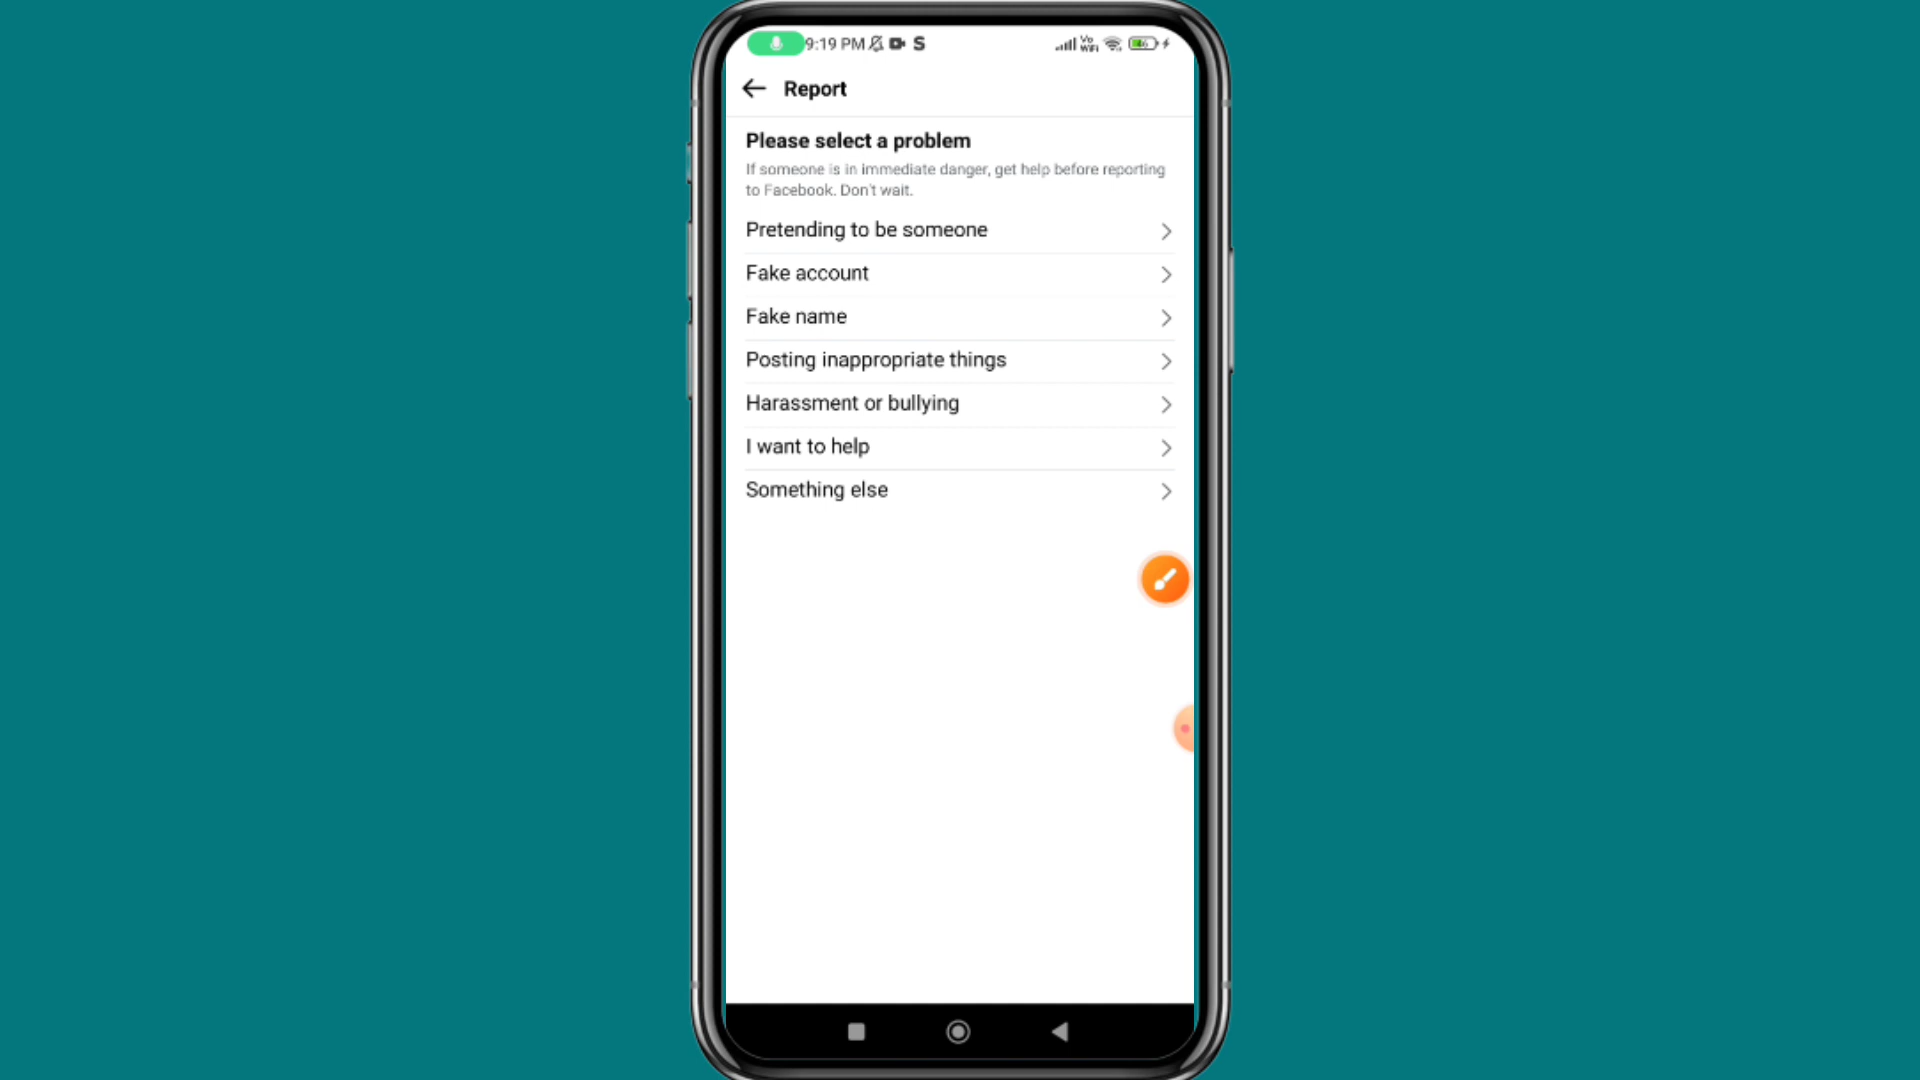 9:19 PM S Vo WiFi
Report
Please select a problem
If someone is in immediate danger, get help before reporting
to Facebook. Don't wait.
Pretending to be someone
Fake account
Fake name
Posting inappropriate things
Harassment or bullying
I want to help
Something else